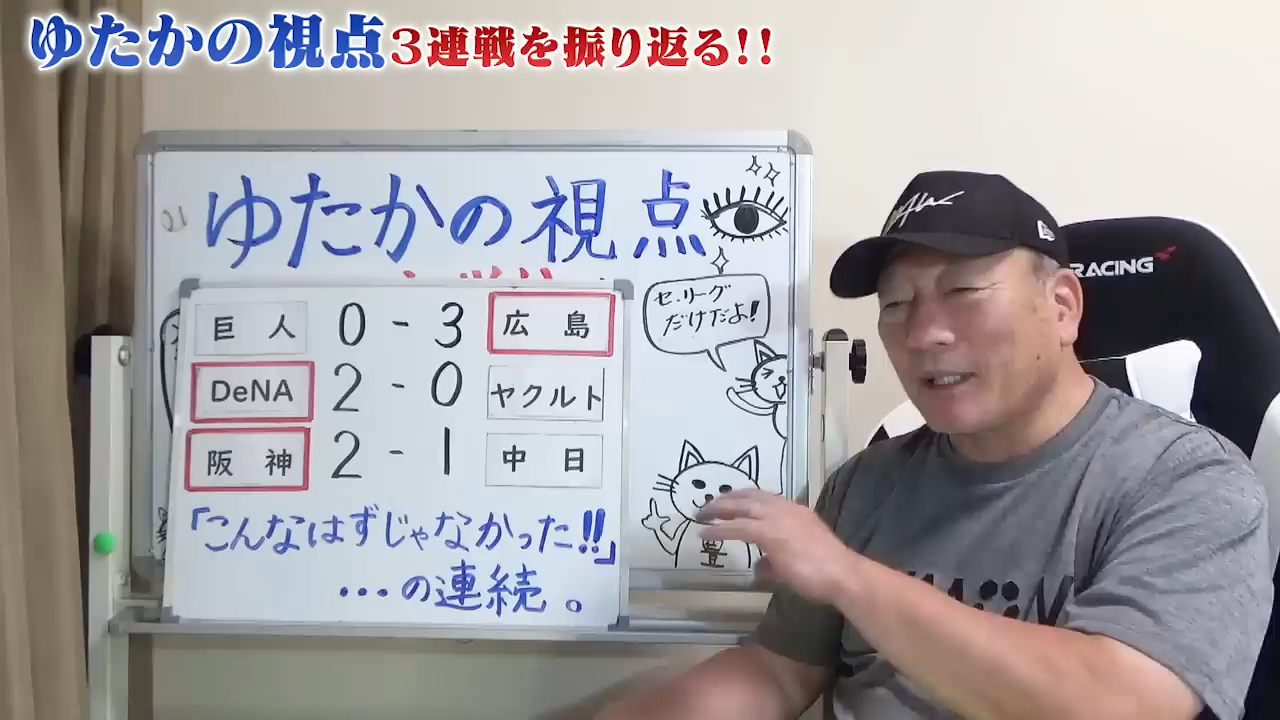 ゆたかの視点3連戦を振り返る!!
ゆたかの視点
セ・リーグ
だけだよ!
巨人 0 - 3 広島
DeNA 2 - 0 ヤクルト
阪神 2 - 1 中日
「こんなはずじゃなかった!!」
…の連続。
豊
RACING